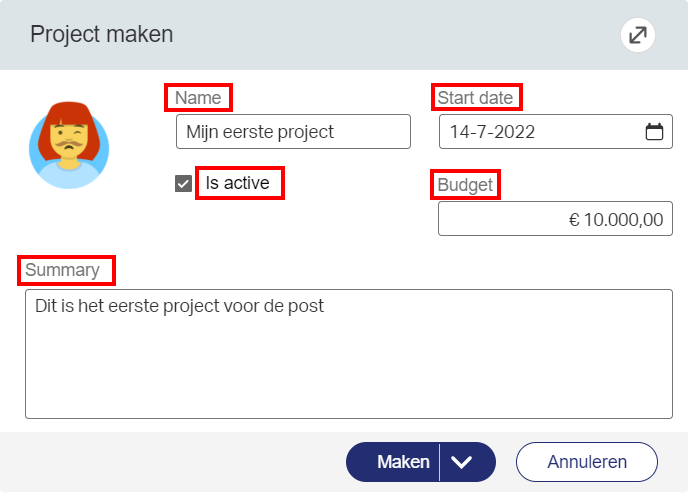 Project maken
Name
Start date
Mijn eerste project
14-7-2022
Is active
Budget
€ 10.000,00
Summary
Dit is het eerste project voor de post
Maken
Annuleren